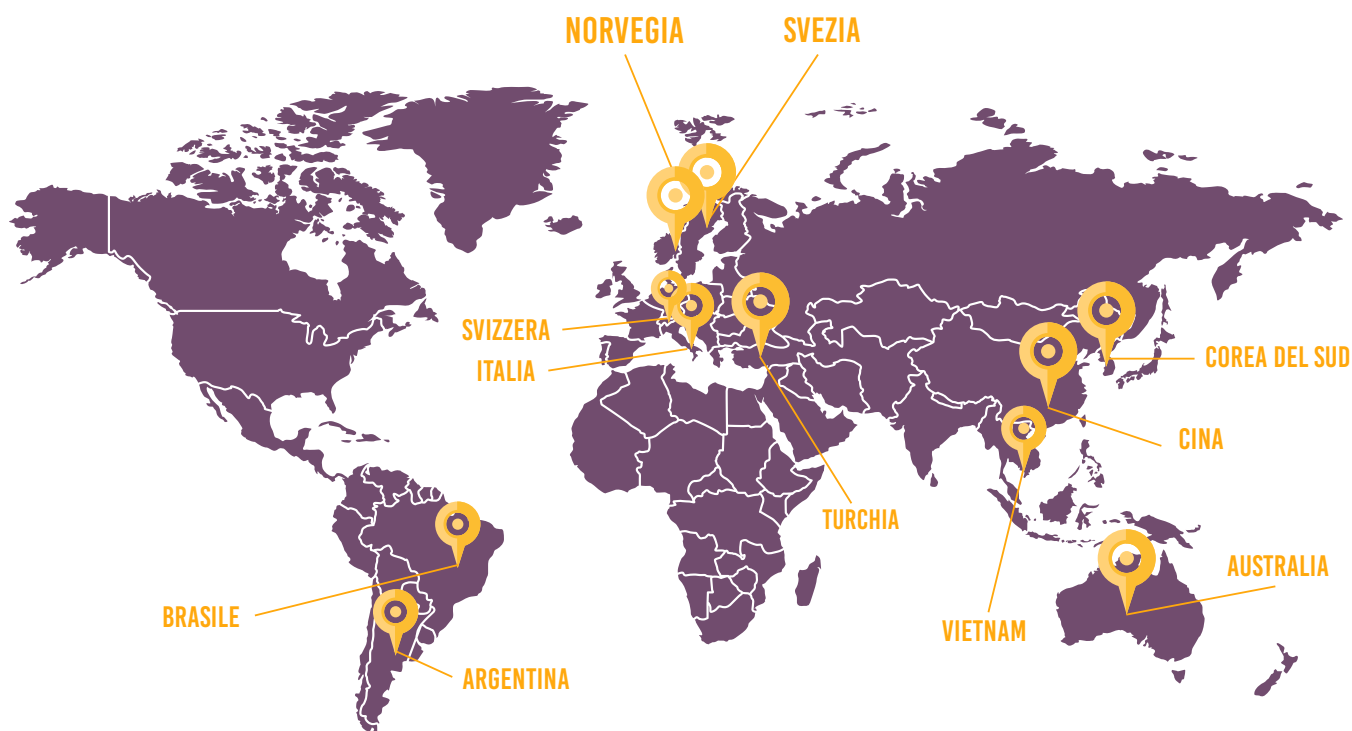 NORVEGIA
SVEZIA
SVIZZERA
ITALIA
COREA DEL SUD
CINA
TURCHIA
AUSTRALIA
BRASILE
VIETNAM
ARGENTINA